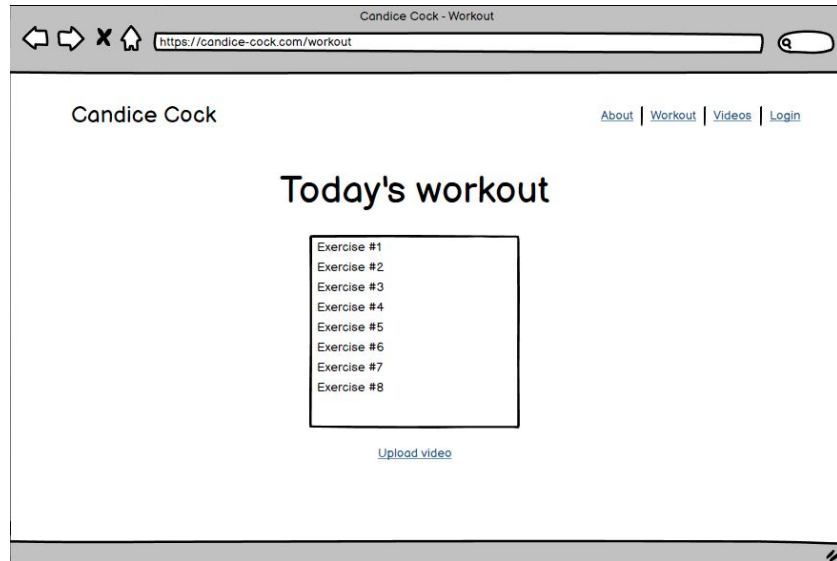 Candice Cock - Workout
https://candice-cock.com/workout
Candice Cock
About Workout Videos Login
Today's workout
Exercise #1
Exercise #2
Exercise #3
Exercise #4
Exercise #5
Exercise #6
Exercise #7
Exercise #8
Upload video